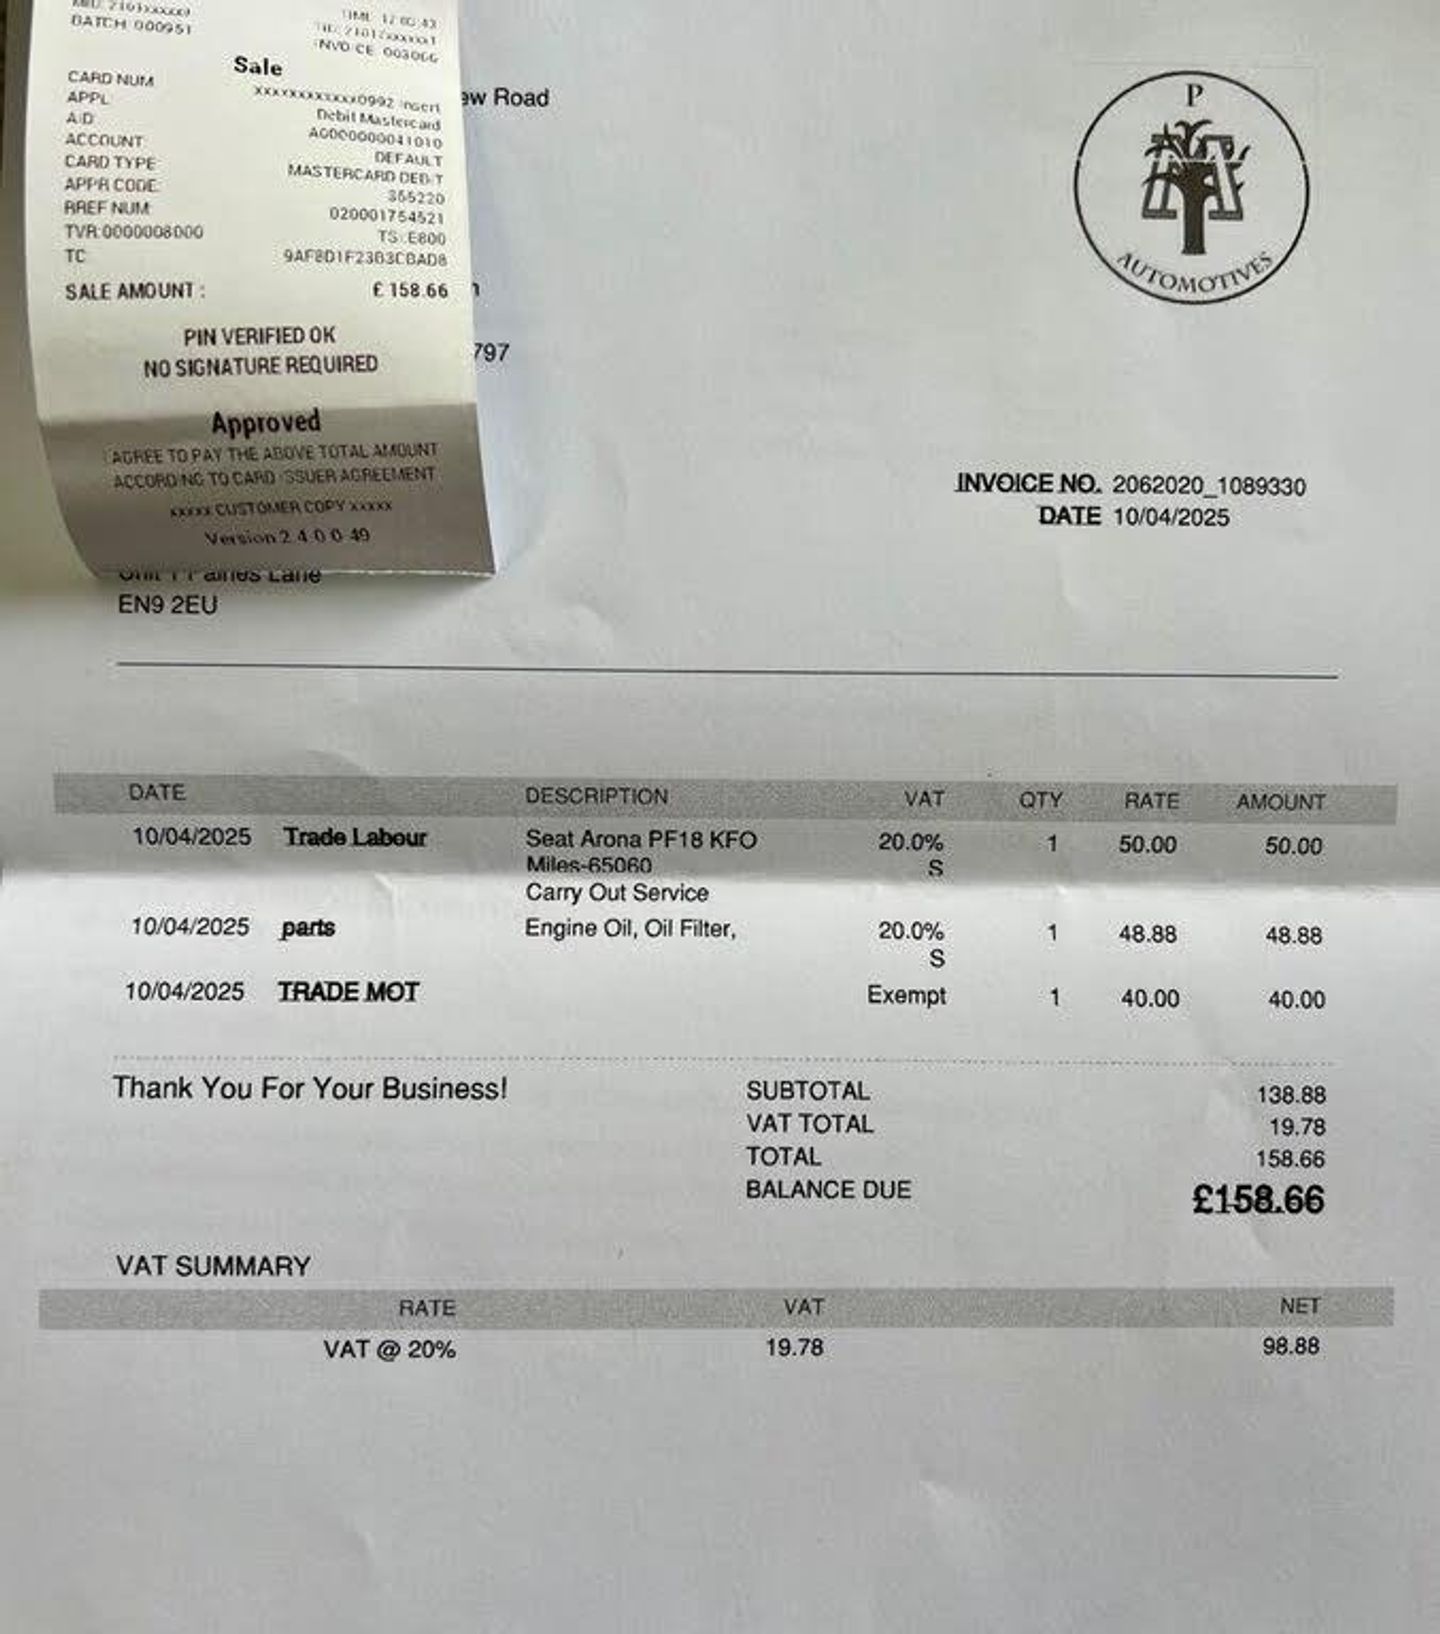 BATCH 000951
Sale
CARD NUM xxxxxxxxxxxx0992 Insert
APPL Debit Mastercard
AID A0000000041010
ACCOUNT DEFAULT
CARD TYPE MASTERCARD DEBIT
APPR CODE 355220
RREF NUM 020001754521
TVR:0000008000 TS:E800
TC
SALE AMOUNT : £ 158.66
PIN VERIFIED OK
NO SIGNATURE REQUIRED
Approved
I AGREE TO PAY THE ABOVE TOTAL AMOUNT
ACCORDING TO CARD ISSUER AGREEMENT
xxxxx CUSTOMER COPY xxxxx
Version 2.4.0.0.49
Road
797
P
AUTOMOTIVES
INVOICE NO. 2062020_1089330
DATE 10/04/2025
Lane
EN9 2EU
DATE DESCRIPTION VAT QTY RATE AMOUNT
10/04/2025 Trade Labour Seat Arona PF18 KFO 20.0% 1 50.00 50.00
Miles-65060 S
Carry Out Service
10/04/2025 parts Engine Oil, Oil Filter, 20.0% 1 48.88 48.88
S
10/04/2025 TRADE MOT Exempt 1 40.00 40.00
Thank You For Your Business!
SUBTOTAL 138.88
VAT TOTAL 19.78
TOTAL 158.66
BALANCE DUE £158.66
VAT SUMMARY
RATE VAT NET
VAT @ 20% 19.78 98.88